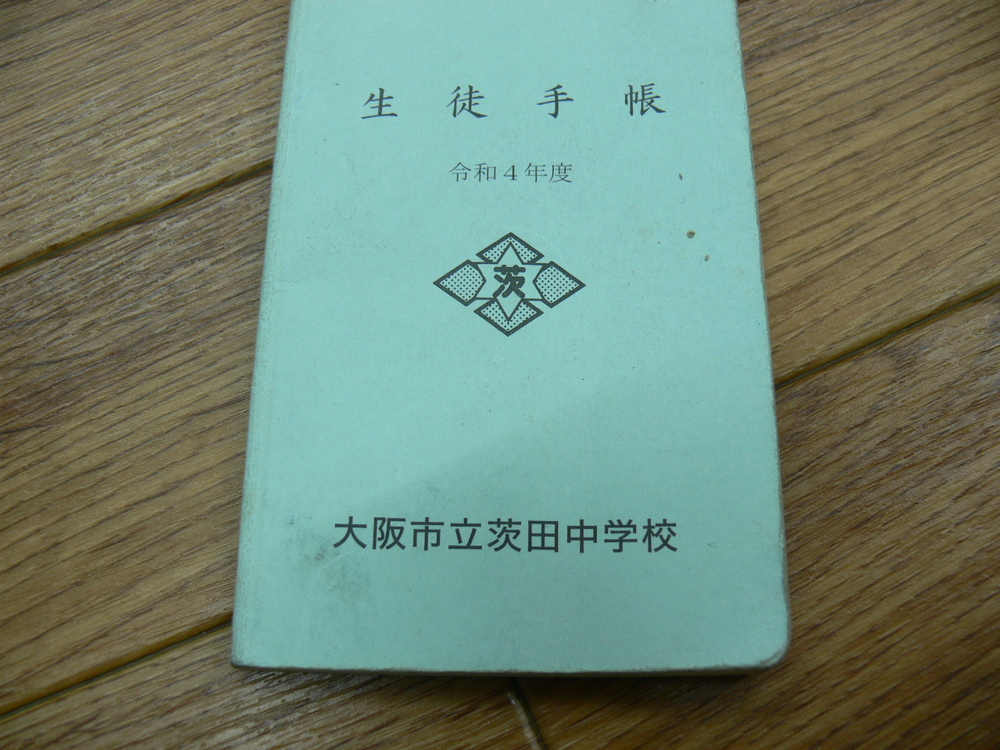 生徒手帳
令和4年度
茨
大阪市立茨田中学校